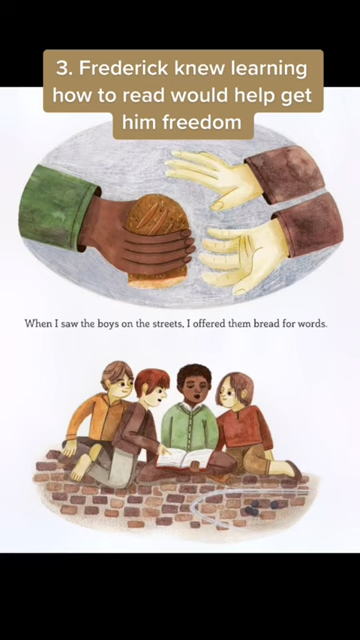 3. Frederick knew learning
how to read would help get
him freedom
When I saw the boys on the streets, I offered them bread for words.